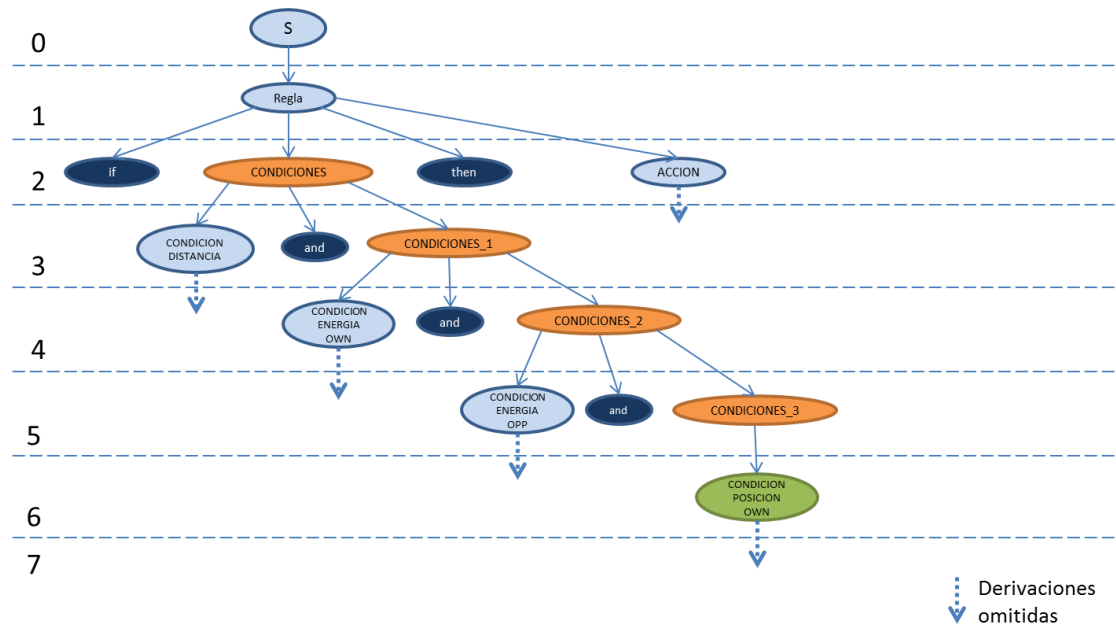 S
0
Regla
1
if
CONDICIONES
then
ACCION
2
CONDICION
DISTANCIA
and
CONDICIONES_1
3
CONDICION
ENERGIA
OWN
and
CONDICIONES_2
4
CONDICION
ENERGIA
OPP
and
CONDICIONES_3
5
CONDICION
POSICION
OWN
6
7
Derivaciones
omitidas